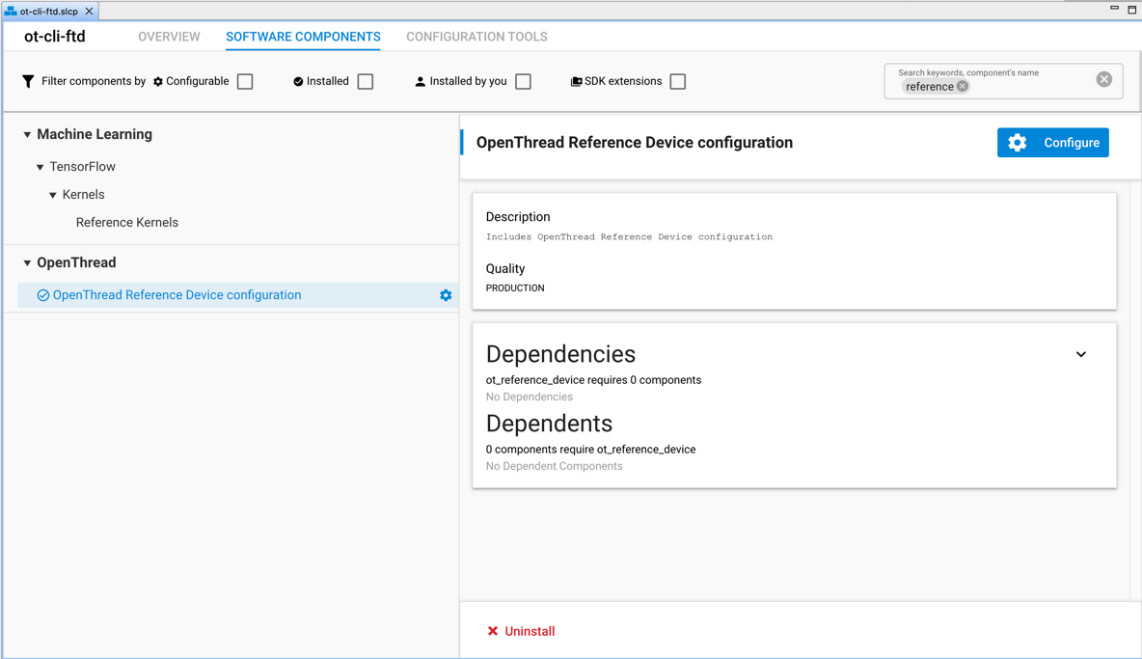 ot-cli-ftd.slcp
ot-cli-ftd OVERVIEW SOFTWARE COMPONENTS CONFIGURATION TOOLS
Filter components by Configurable Installed Installed by you SDK extensions
Search keywords, component's name
reference
Machine Learning
TensorFlow
Kernels
Reference Kernels
OpenThread
OpenThread Reference Device configuration
OpenThread Reference Device configuration
Configure
Description
Includes OpenThread Reference Device configuration
Quality
PRODUCTION
Dependencies
ot_reference_device requires 0 components
No Dependencies
Dependents
0 components require ot_reference_device
No Dependent Components
Uninstall